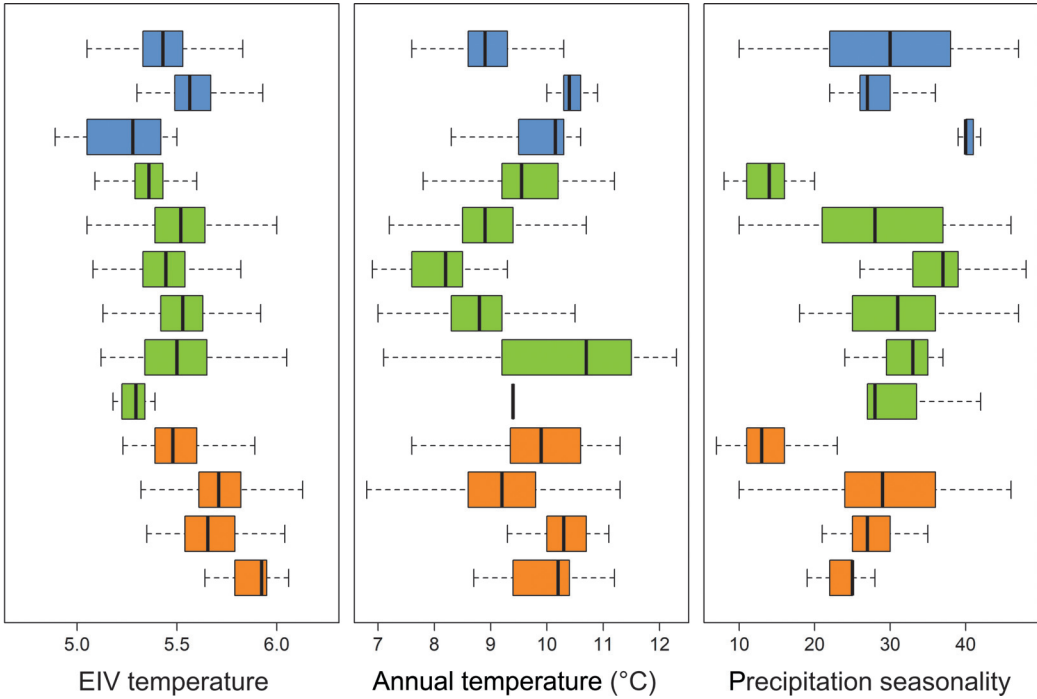 5.0 5.5 6.0 7 8 9 10 11 12 10 20 30 40
EIV temperature Annual temperature (°C) Precipitation seasonality